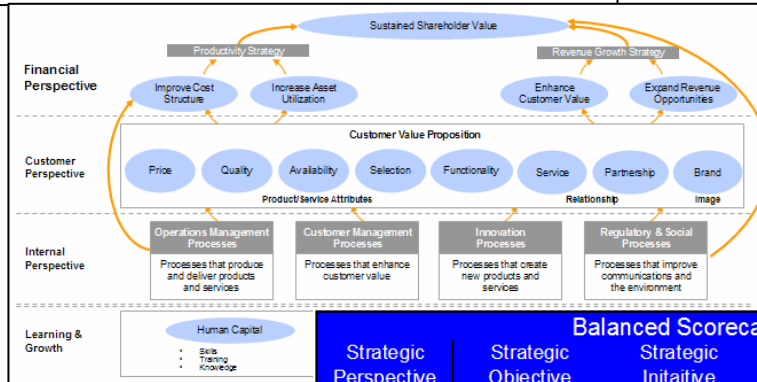 Sustained Shareholder Value
Productivity Strategy
Revenue Growth Strategy
Financial
Perspective
Improve Cost
Structure
Increase Asset
Utilization
Enhance
Customer Value
Expand Revenue
Opportunities
Customer Value Proposition
Customer
Perspective
Price
Quality
Availability
Selection
Functionality
Service
Partnership
Brand
Product/Service Attributes
Relationship
Image
Internal
Perspective
Operations Management
Processes
Processes that produce
and deliver products
and services
Customer Management
Processes
Processes that enhance
customer value
Innovation
Processes
Processes that create
new products and
services
Regulatory & Social
Processes
Processes that improve
communications and
the environment
Learning &
Growth
Human Capital
• Skills
• Training
• Knowledge
Balanced Scoreca
Strategic
Perspective
Strategic
Objective
Strategic
Initaitive